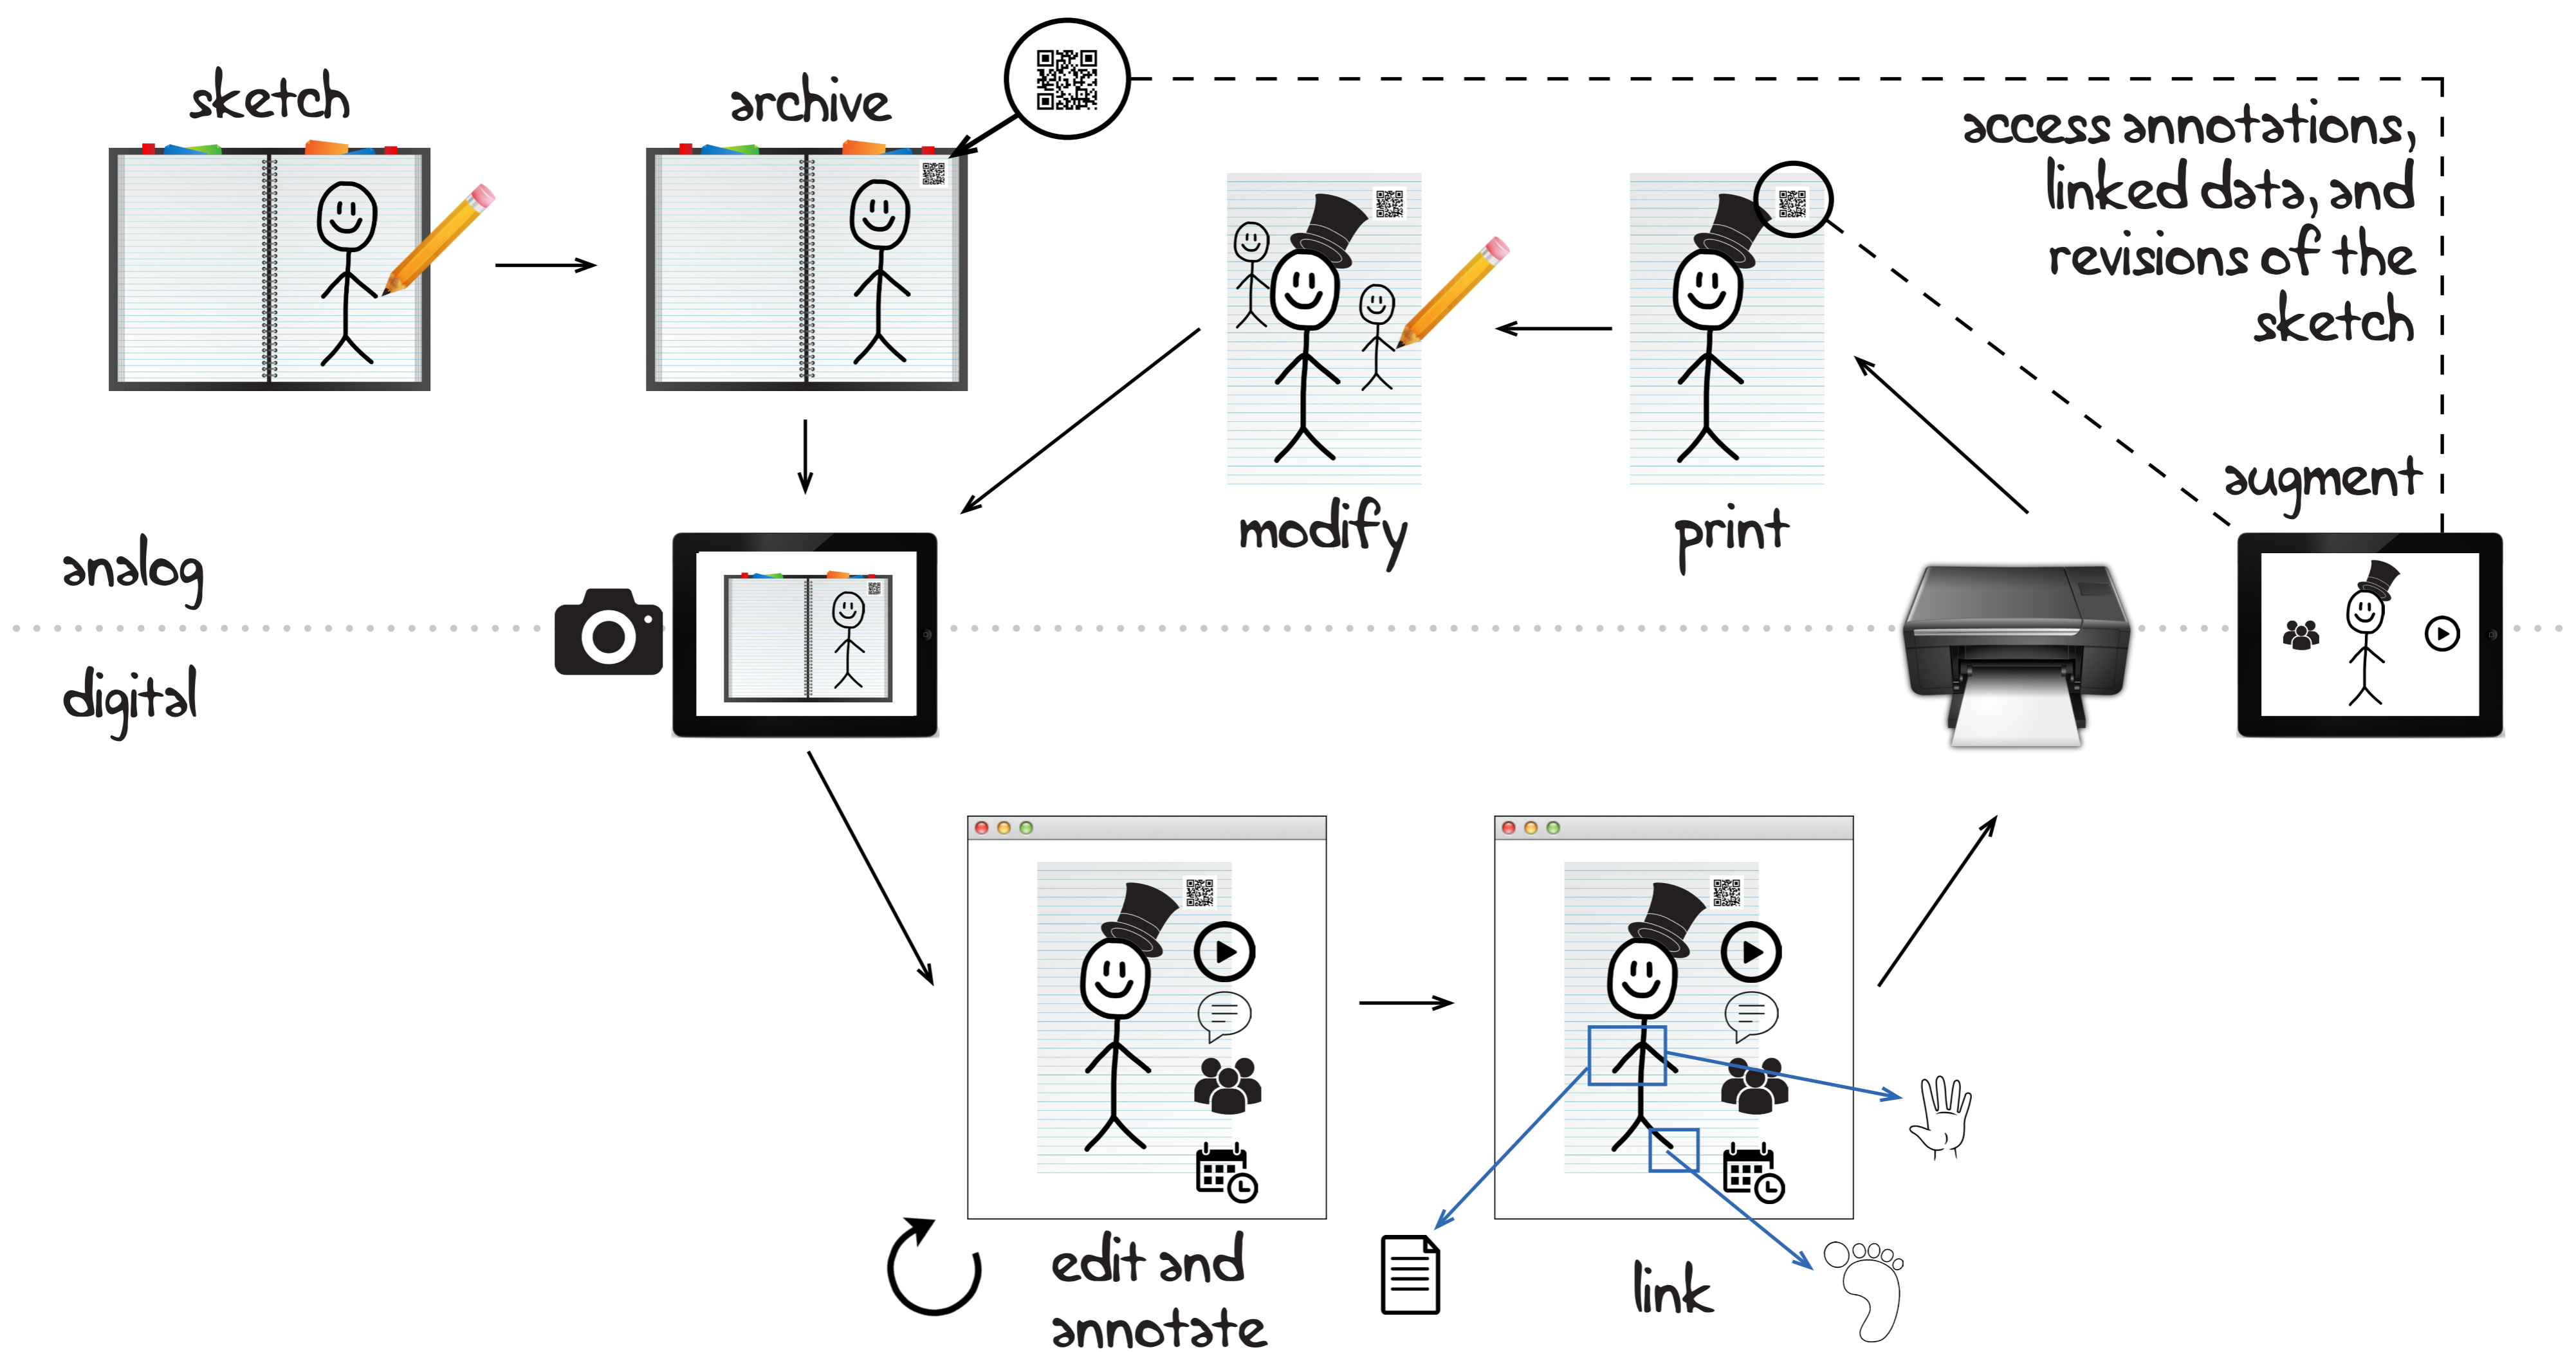 sketch
archive
access annotations,
linked data, and
revisions of the
sketch
augment
modify
print
analog
digital
edit and
annotate
link